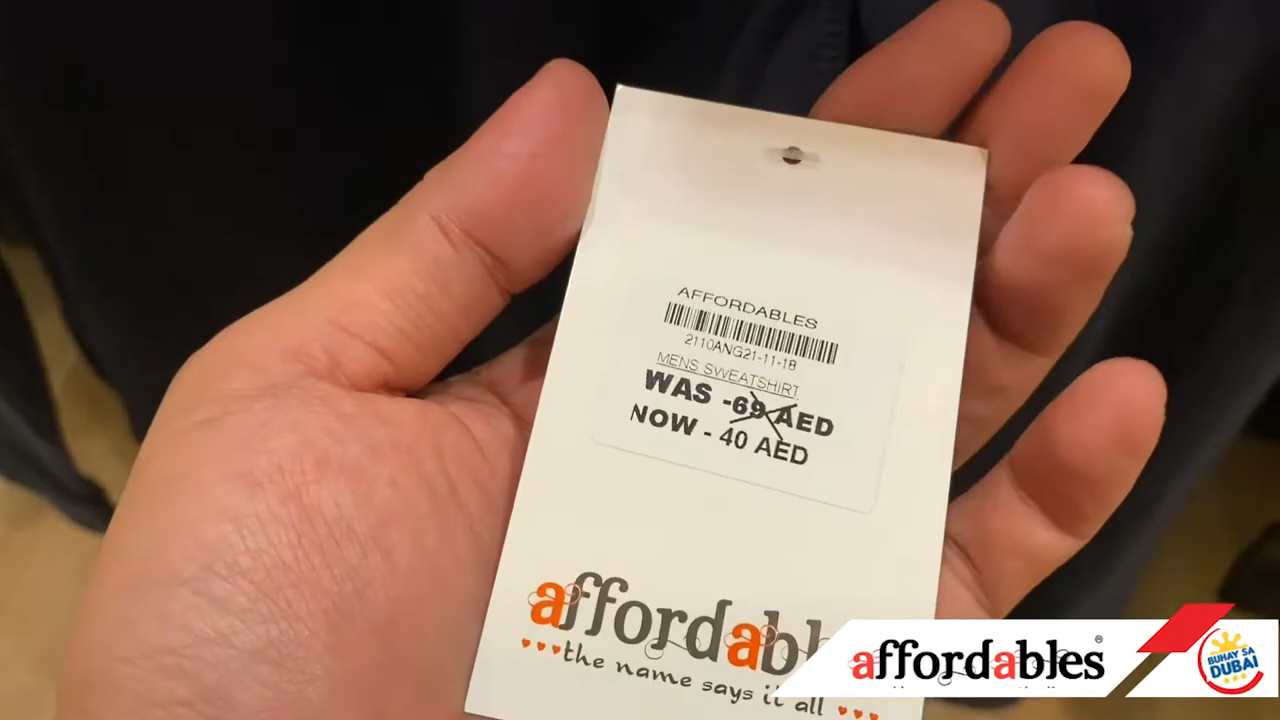 AFFORDABLES
2110ANG21-11-18
MENS SWEATSHIRT
WAS -69 AED
NOW - 40 AED
affordabl
the name says it all
affordables®
BUHAY SA
DUBAI